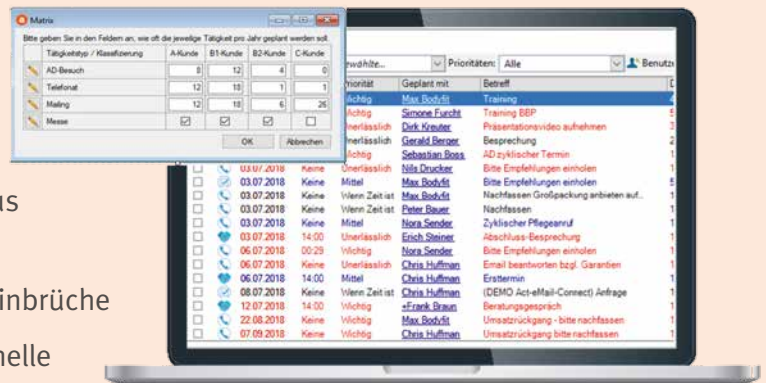 Matrix
Bitte geben Sie in den Feldern an, wie oft die jeweilige Tätigkeit pro Jahr geplant werden soll.
Tätigkeitstyp / Klassifizierung A-Kunde B1-Kunde B2-Kunde C-Kunde
AD-Besuch 8 12 4 0
Telefonat 12 18 1 1
Mailing 12 18 6 26
Messe
OK Abbrechen
Prioritäten: Alle Benutze
Priorität Geplant mit Betreff
Wichtig Max Bodyfit Training
Wichtig Simone Furcht Training BBP
Unerlässlich Dirk Kreuter Präsentationsvideo aufnehmen
Unerlässlich Gerald Berger Besprechung
Wichtig Sebastian Boss AD zyklischer Termin
03.07.2018 Keine Unerlässlich Nils Drucker Bitte Empfehlungen einholen
03.07.2018 Keine Mittel Max Bodyfit Bitte Empfehlungen einholen
03.07.2018 Keine Wenn Zeit ist Max Bodyfit Nachfassen Großpackung anbieten auf...
03.07.2018 Keine Wenn Zeit ist Peter Bauer Nachfassen
03.07.2018 Keine Mittel Nora Sender Zyklischer Pflegeanruf
03.07.2018 14:00 Unerlässlich Erich Steiner Abschluss-Besprechung
06.07.2018 00:29 Wichtig Nora Sender Bitte Empfehlungen einholen
06.07.2018 Keine Unerlässlich Chris Huffman Email beantworten bzgl. Garantien
06.07.2018 14:00 Mittel Chris Huffman Ersttermin
08.07.2018 Keine Wenn Zeit ist Chris Huffman (DEMO Act-eMail-Connect) Anfrage
12.07.2018 14:00 Wichtig +Frank Braun Beratungsgespräch
22.08.2018 Keine Wichtig Max Bodyfit Umsatzrückgang - bitte nachfassen
07.09.2018 Keine Wichtig Chris Huffman Umsatzrückgang bitte nachfassen
us
inbrüche
nelle